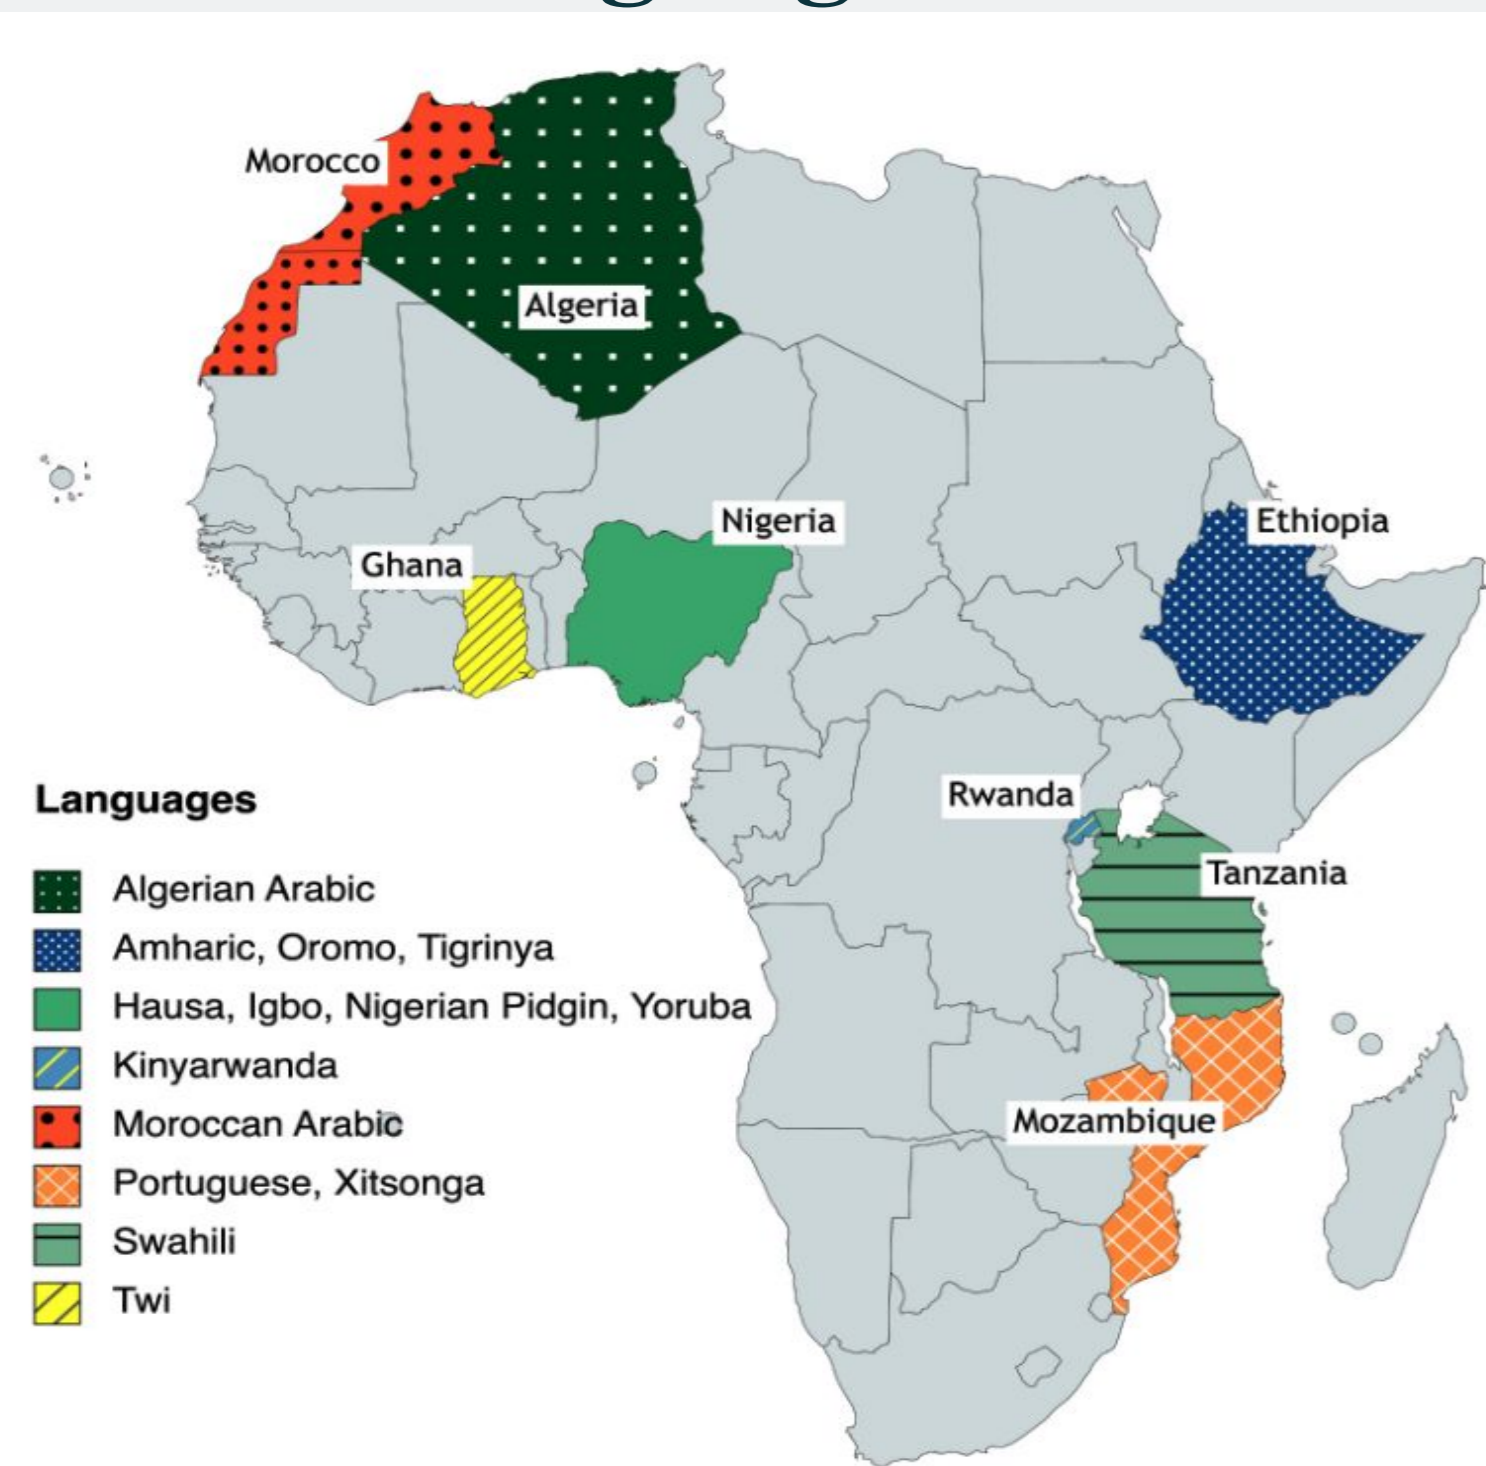 Morocco
Algeria
Nigeria
Ethiopia
Ghana
Rwanda
Tanzania
Mozambique
Languages
Algerian Arabic
Amharic, Oromo, Tigrinya
Hausa, Igbo, Nigerian Pidgin, Yoruba
Kinyarwanda
Moroccan Arabic
Portuguese, Xitsonga
Swahili
Twi